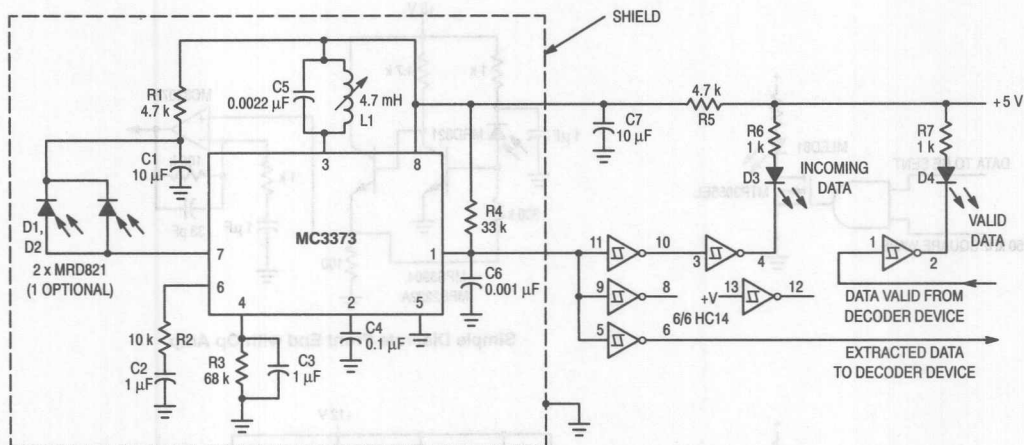 SHIELD
C5
0.0022 µF
4.7 mH
L1
R1
4.7 k
4.7 k
R5
+5 V
C7
10 µF
R6
1 k
R7
1 k
C1
10 µF
3
8
D3
INCOMING
DATA
D4
D1,
D2
R4
33 k
MC3373
VALID
DATA
7
1
11
10
3
4
1
2
2 x MRD821
(1 OPTIONAL)
6
C6
0.001 µF
9
8
+V
13
12
DATA VALID FROM
DECODER DEVICE
4
2
5
6/6 HC14
10 k
R2
C4
0.1 µF
5
6
EXTRACTED DATA
TO DECODER DEVICE
C2
1 µF
R3
68 k
C3
1 µF